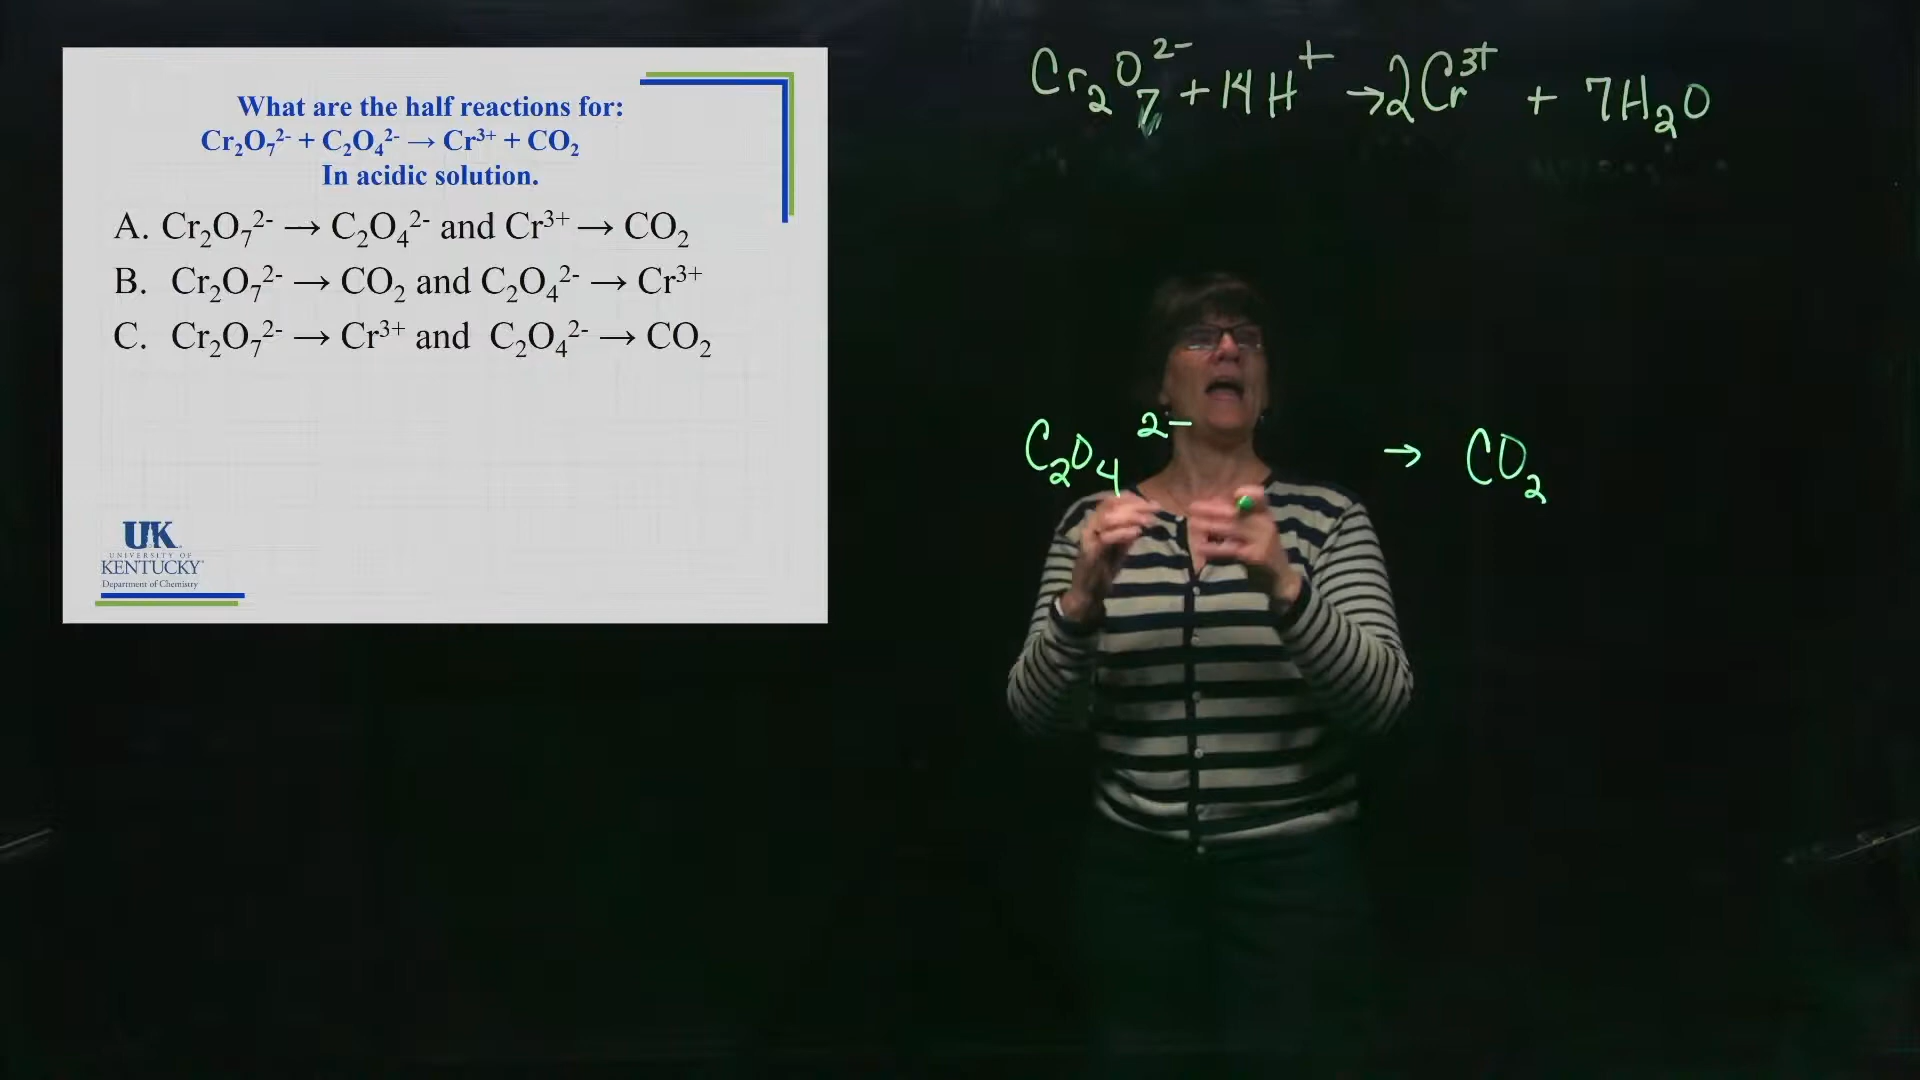 What are the half reactions for:
Cr₂O₇²⁻ + C₂O₄²⁻ → Cr³⁺ + CO₂
In acidic solution.
A. Cr₂O₇²⁻ → C₂O₄²⁻ and Cr³⁺ → CO₂
B. Cr₂O₇²⁻ → CO₂ and C₂O₄²⁻ → Cr³⁺
C. Cr₂O₇²⁻ → Cr³⁺ and C₂O₄²⁻ → CO₂
UK
UNIVERSITY OF
KENTUCKY
Department of Chemistry
Cr₂O₇²⁻ + 14H⁺ → 2Cr³⁺ + 7H₂O
C₂O₄²⁻ → CO₂